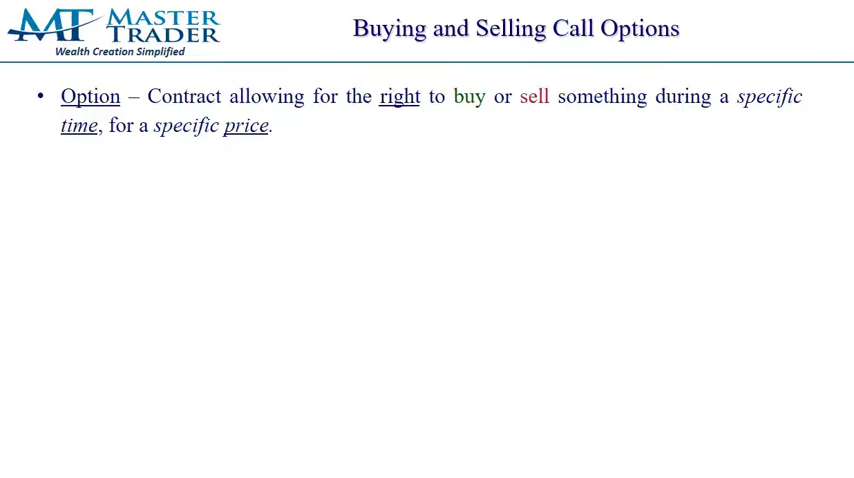 MT MASTER TRADER
Wealth Creation Simplified
Buying and Selling Call Options
• Option – Contract allowing for the right to buy or sell something during a specific
time, for a specific price.